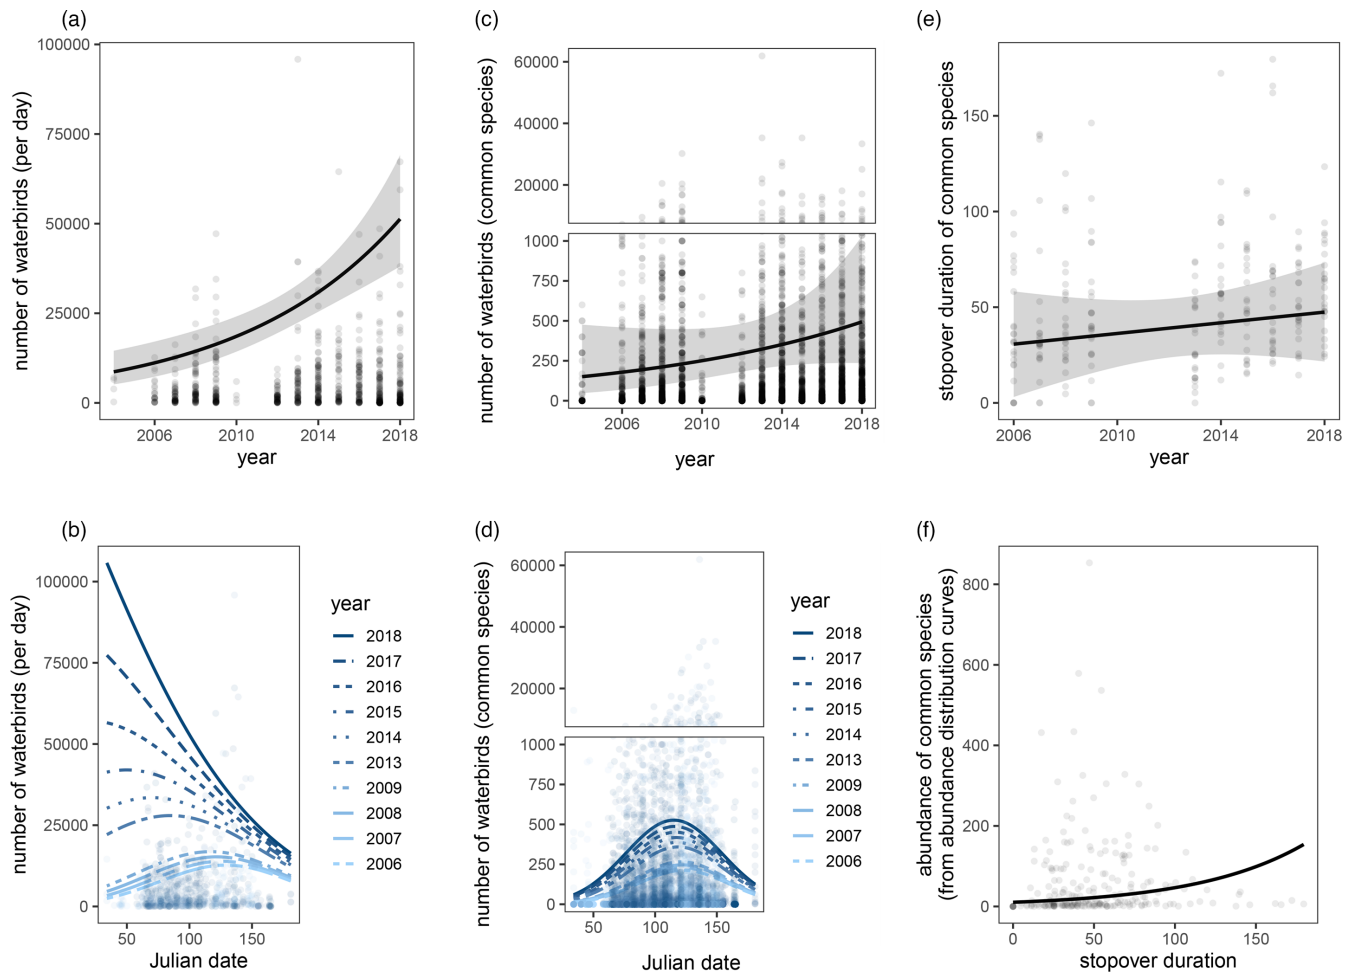 (a)
number of waterbirds (per day)
100000
75000
50000
25000
0
2006 2010 2014 2018
year
(c)
number of waterbirds (common species)
60000
40000
20000
1000
750
500
250
0
2006 2010 2014 2018
year
(e)
stopover duration of common species
150
100
50
0
2006 2010 2014 2018
year
(b)
number of waterbirds (per day)
100000
75000
50000
25000
0
50 100 150
Julian date
year
2018
2017
2016
2015
2014
2013
2009
2008
2007
2006
(d)
number of waterbirds (common species)
60000
40000
20000
1000
750
500
250
0
50 100 150
Julian date
year
2018
2017
2016
2015
2014
2013
2009
2008
2007
2006
(f)
abundance of common species
(from abundance distribution curves)
800
600
400
200
0
0 50 100 150
stopover duration